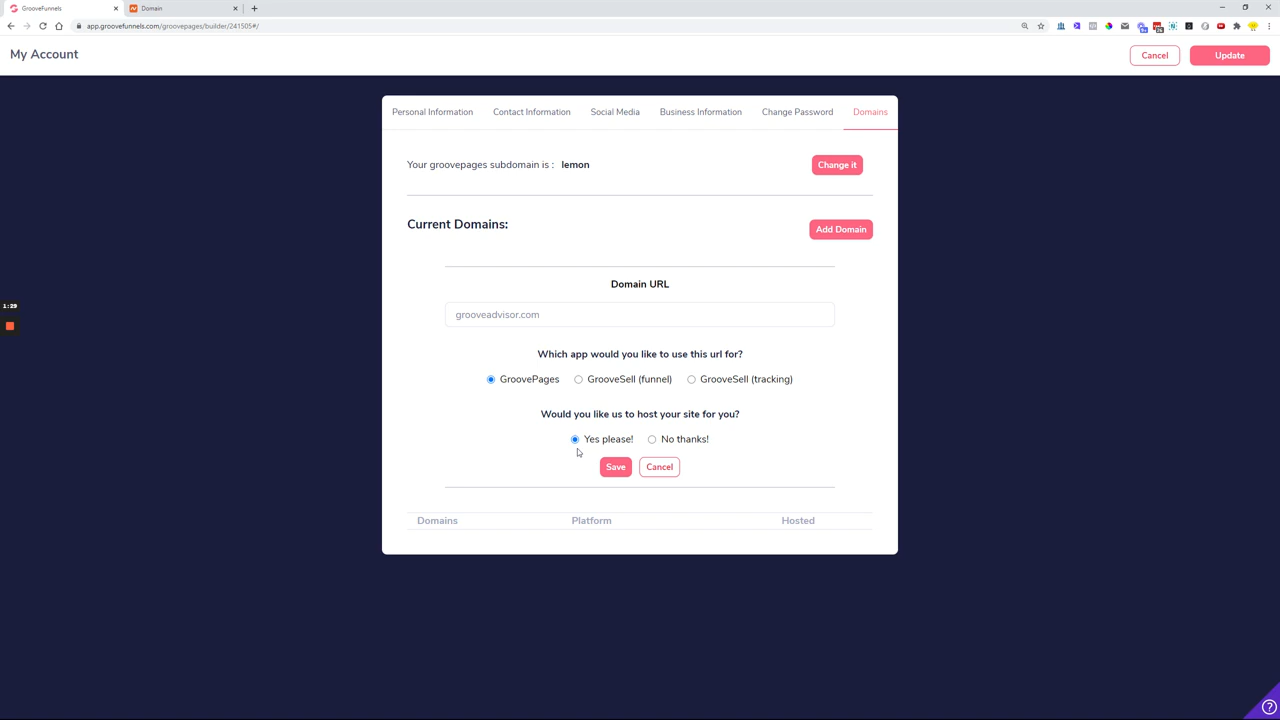 GrooveFunnels
Domain
app.groovefunnels.com/groovepages/builder/241505#/
My Account
Cancel
Update
Personal Information
Contact Information
Social Media
Business Information
Change Password
Domains
Your groovepages subdomain is : lemon
Change it
Current Domains:
Add Domain
1:29
Domain URL
grooveadvisor.com
Which app would you like to use this url for?
GroovePages
GrooveSell (funnel)
GrooveSell (tracking)
Would you like us to host your site for you?
Yes please!
No thanks!
Save
Cancel
Domains
Platform
Hosted
?